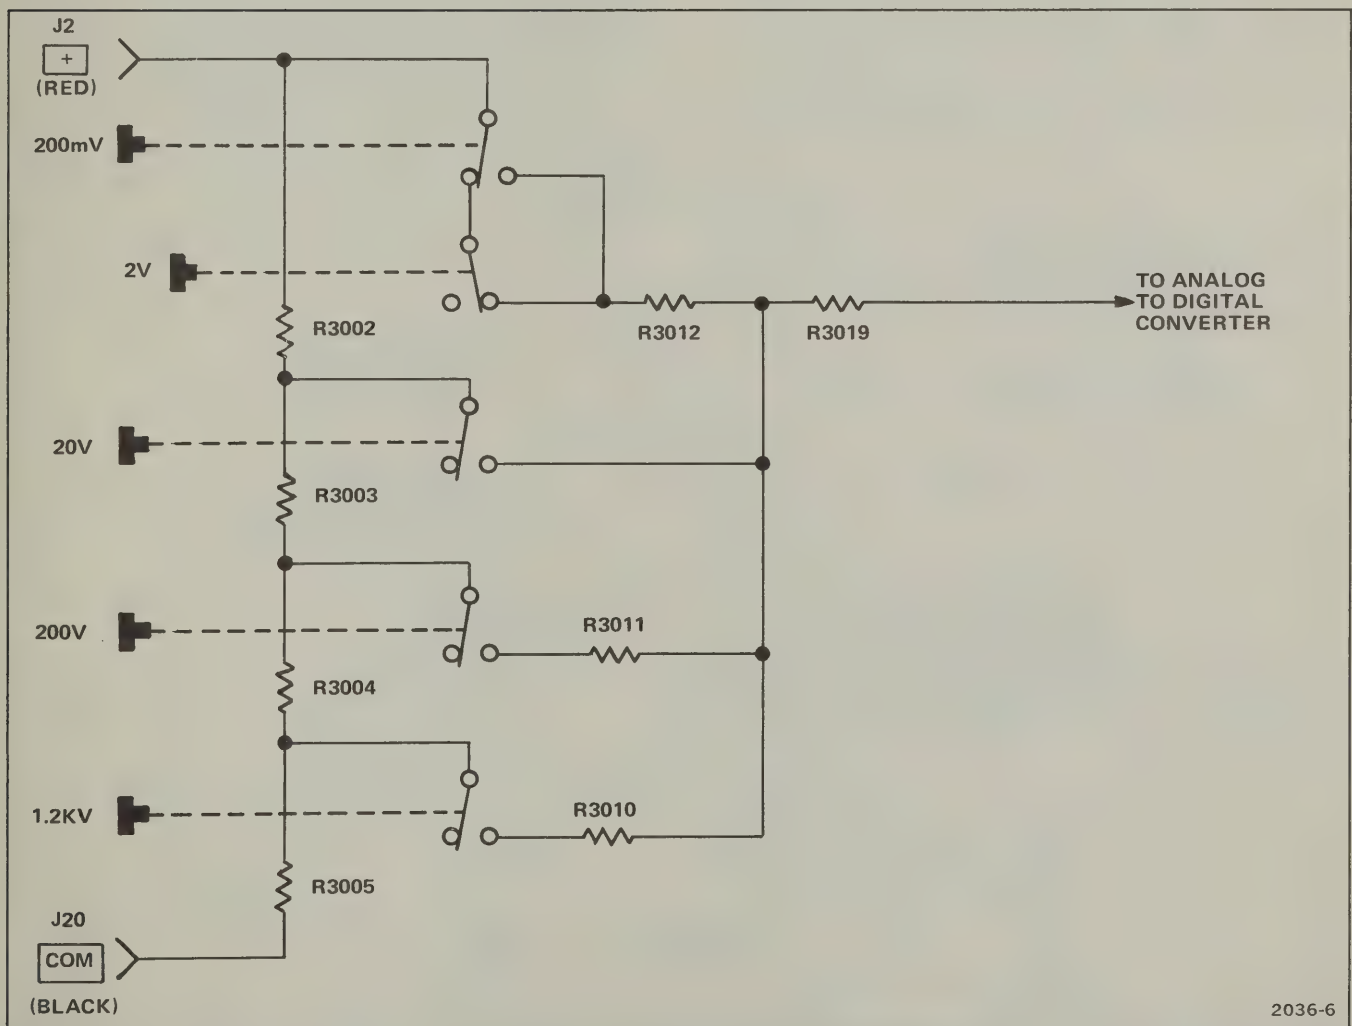 J2
+
(RED)
200mV
2V
R3002
R3012
R3019
TO ANALOG
TO DIGITAL
CONVERTER
20V
R3003
200V
R3011
R3004
1.2KV
R3010
R3005
J20
COM
(BLACK)
2036-6